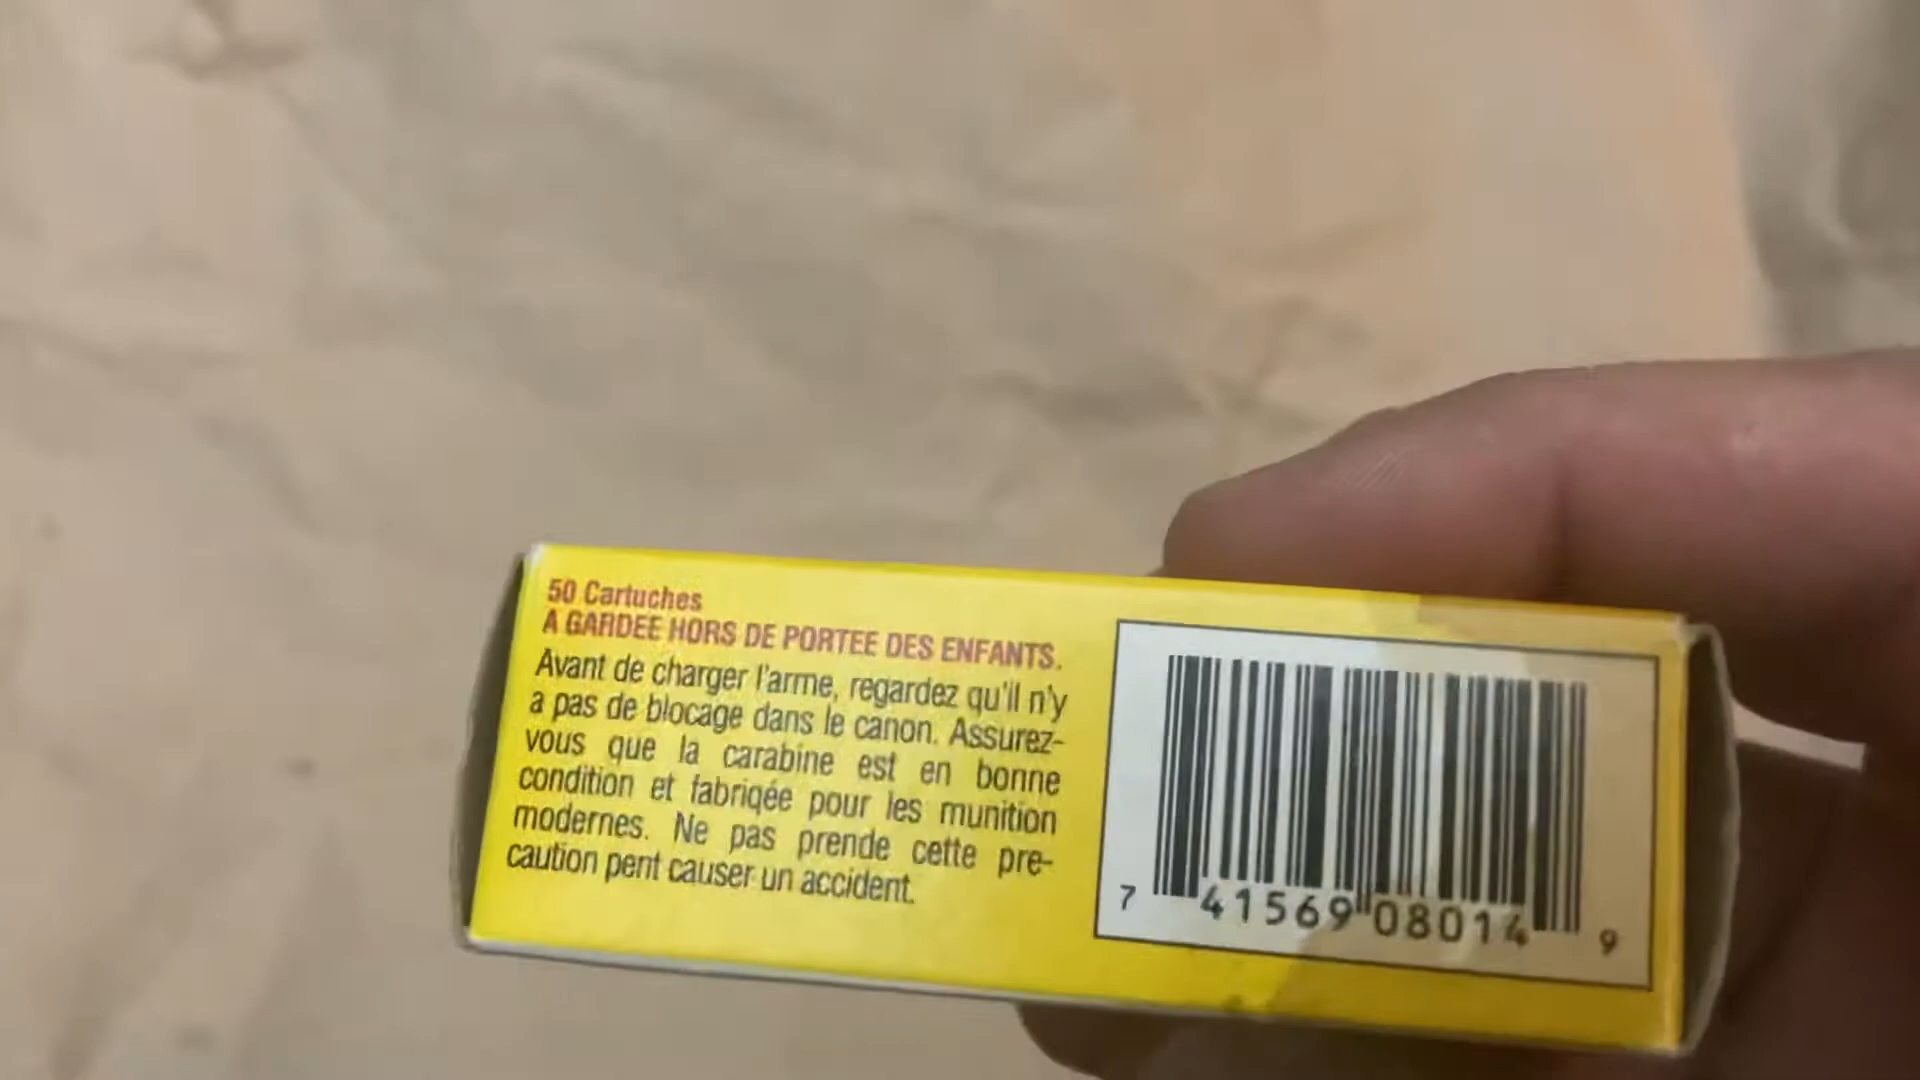 50 Cartuches
A GARDEE HORS DE PORTEE DES ENFANTS.
Avant de charger l'arme, regardez qu'il n'y
a pas de blocage dans le canon. Assurez-
vous que la carabine est en bonne
condition et fabriqée pour les munition
modernes. Ne pas prende cette pre-
caution pent causer un accident.
7 41569 08014 9